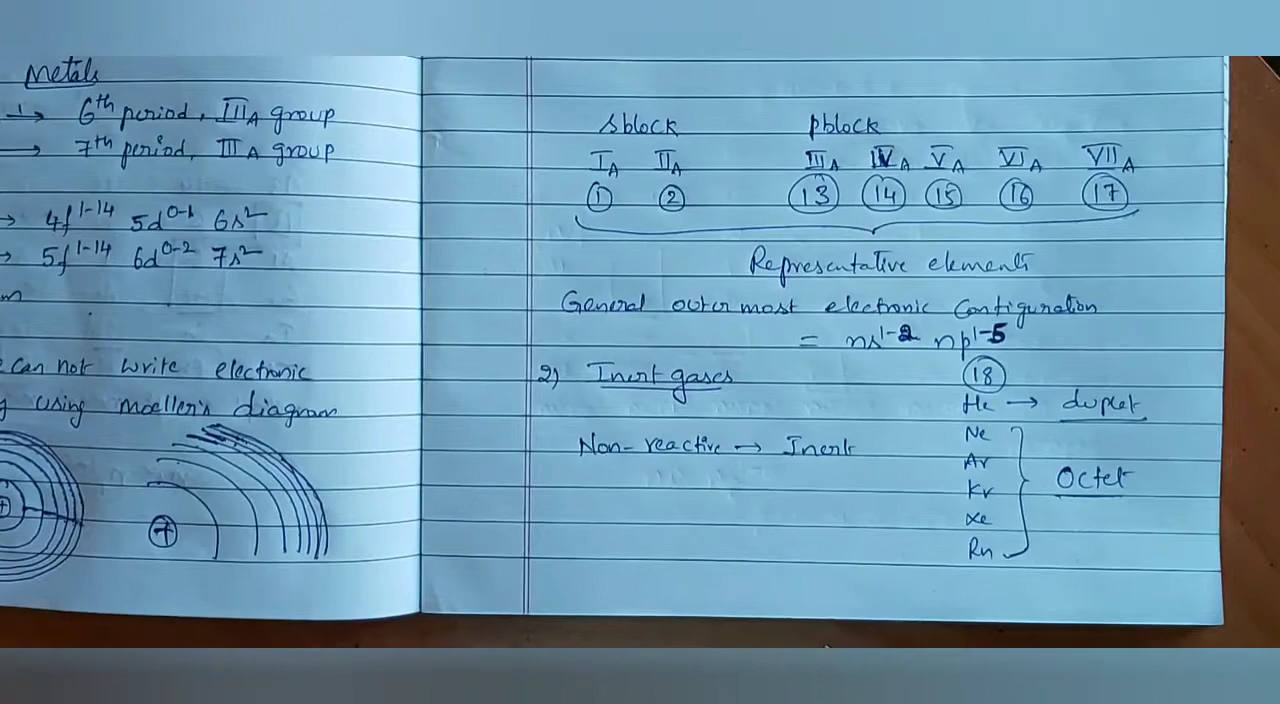 Metals
→ 6th period, IIIA group
→ 7th period, IIIA group
→ 4f1-14 5d0-1 6s2
→ 5f1-14 6d0-2 7s2
can not write electronic
using moeller's diagram
+
+
s block p block
IA IIA IIIA IVA VA VIA VIIA
1 2 13 14 15 16 17
Representative elements
General outer most electronic Configuration
= ns1-2 np1-5
2) Inert gases 18
He → duplet
Non-reactive → Inert
Ne
Ar
Kr
Xe
Rn
Octet